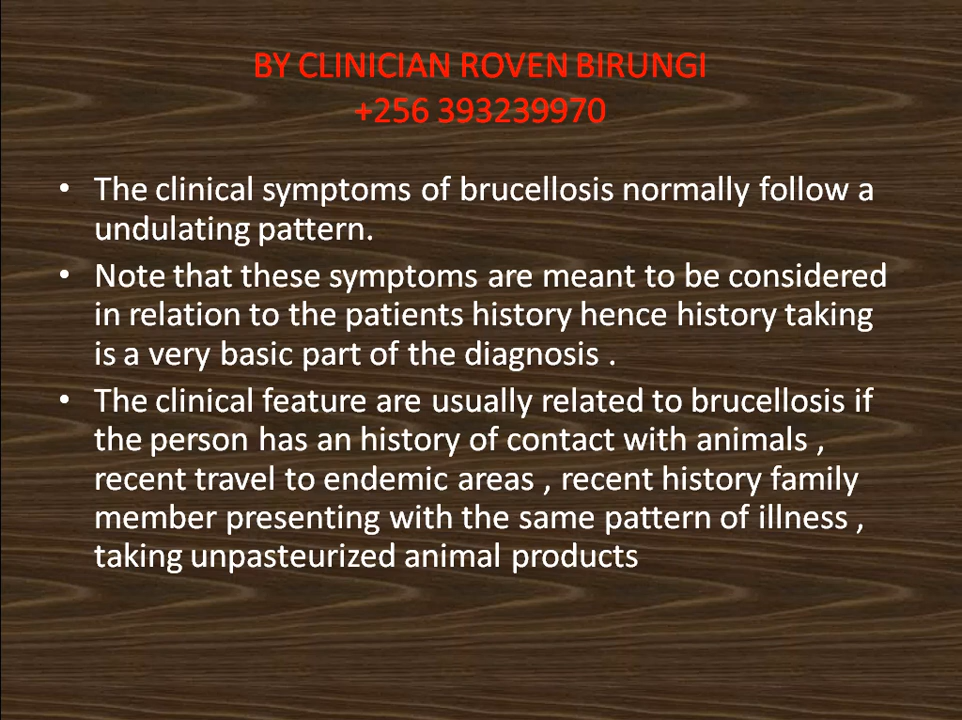 BY CLINICIAN ROVEN BIRUNGI
+256 393239970
• The clinical symptoms of brucellosis normally follow a
undulating pattern.
• Note that these symptoms are meant to be considered
in relation to the patients history hence history taking
is a very basic part of the diagnosis .
• The clinical feature are usually related to brucellosis if
the person has an history of contact with animals ,
recent travel to endemic areas , recent history family
member presenting with the same pattern of illness ,
taking unpasteurized animal products